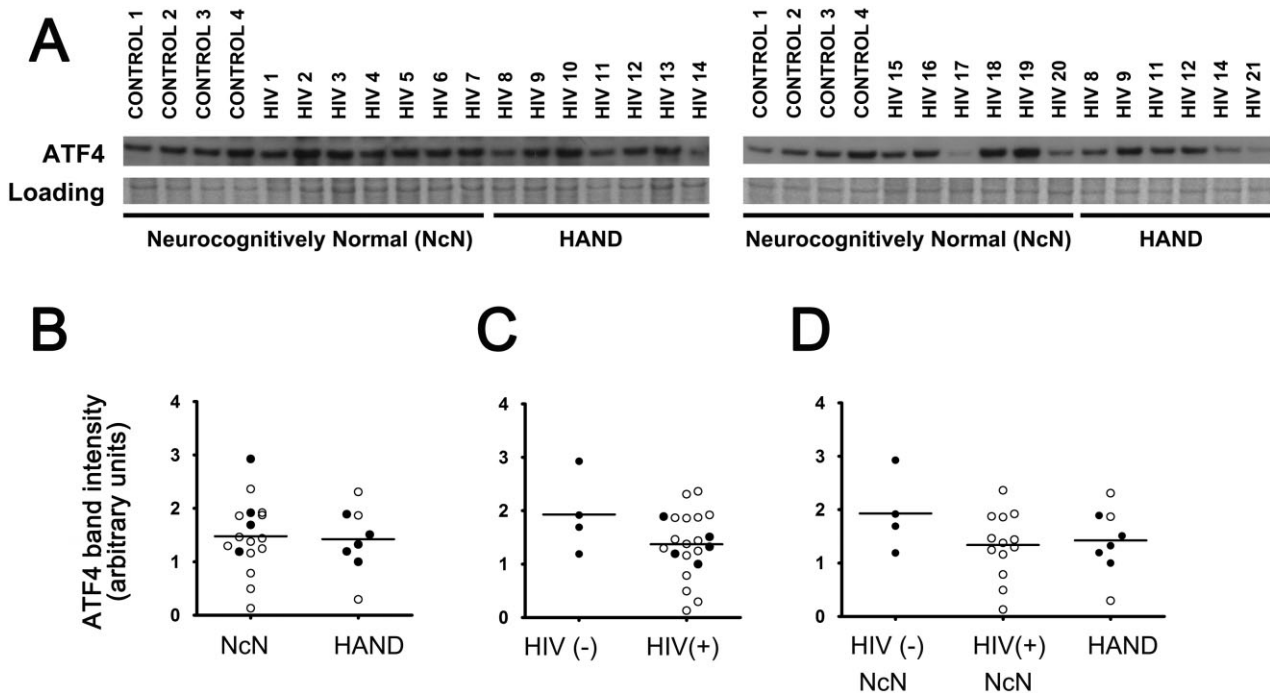 A
CONTROL 1
CONTROL 2
CONTROL 3
CONTROL 4
HIV 1
HIV 2
HIV 3
HIV 4
HIV 5
HIV 6
HIV 7
HIV 8
HIV 9
HIV 10
HIV 11
HIV 12
HIV 13
HIV 14
CONTROL 1
CONTROL 2
CONTROL 3
CONTROL 4
HIV 15
HIV 16
HIV 17
HIV 18
HIV 19
HIV 20
HIV 8
HIV 9
HIV 11
HIV 12
HIV 14
HIV 21
ATF4
Loading
Neurocognitively Normal (NcN)
HAND
Neurocognitively Normal (NcN)
HAND
B
ATF4 band intensity
(arbitrary units)
4
3
2
1
0
NcN
HAND
C
4
3
2
1
0
HIV (-)
HIV(+)
D
4
3
2
1
0
HIV (-)
NcN
HIV(+)
NcN
HAND